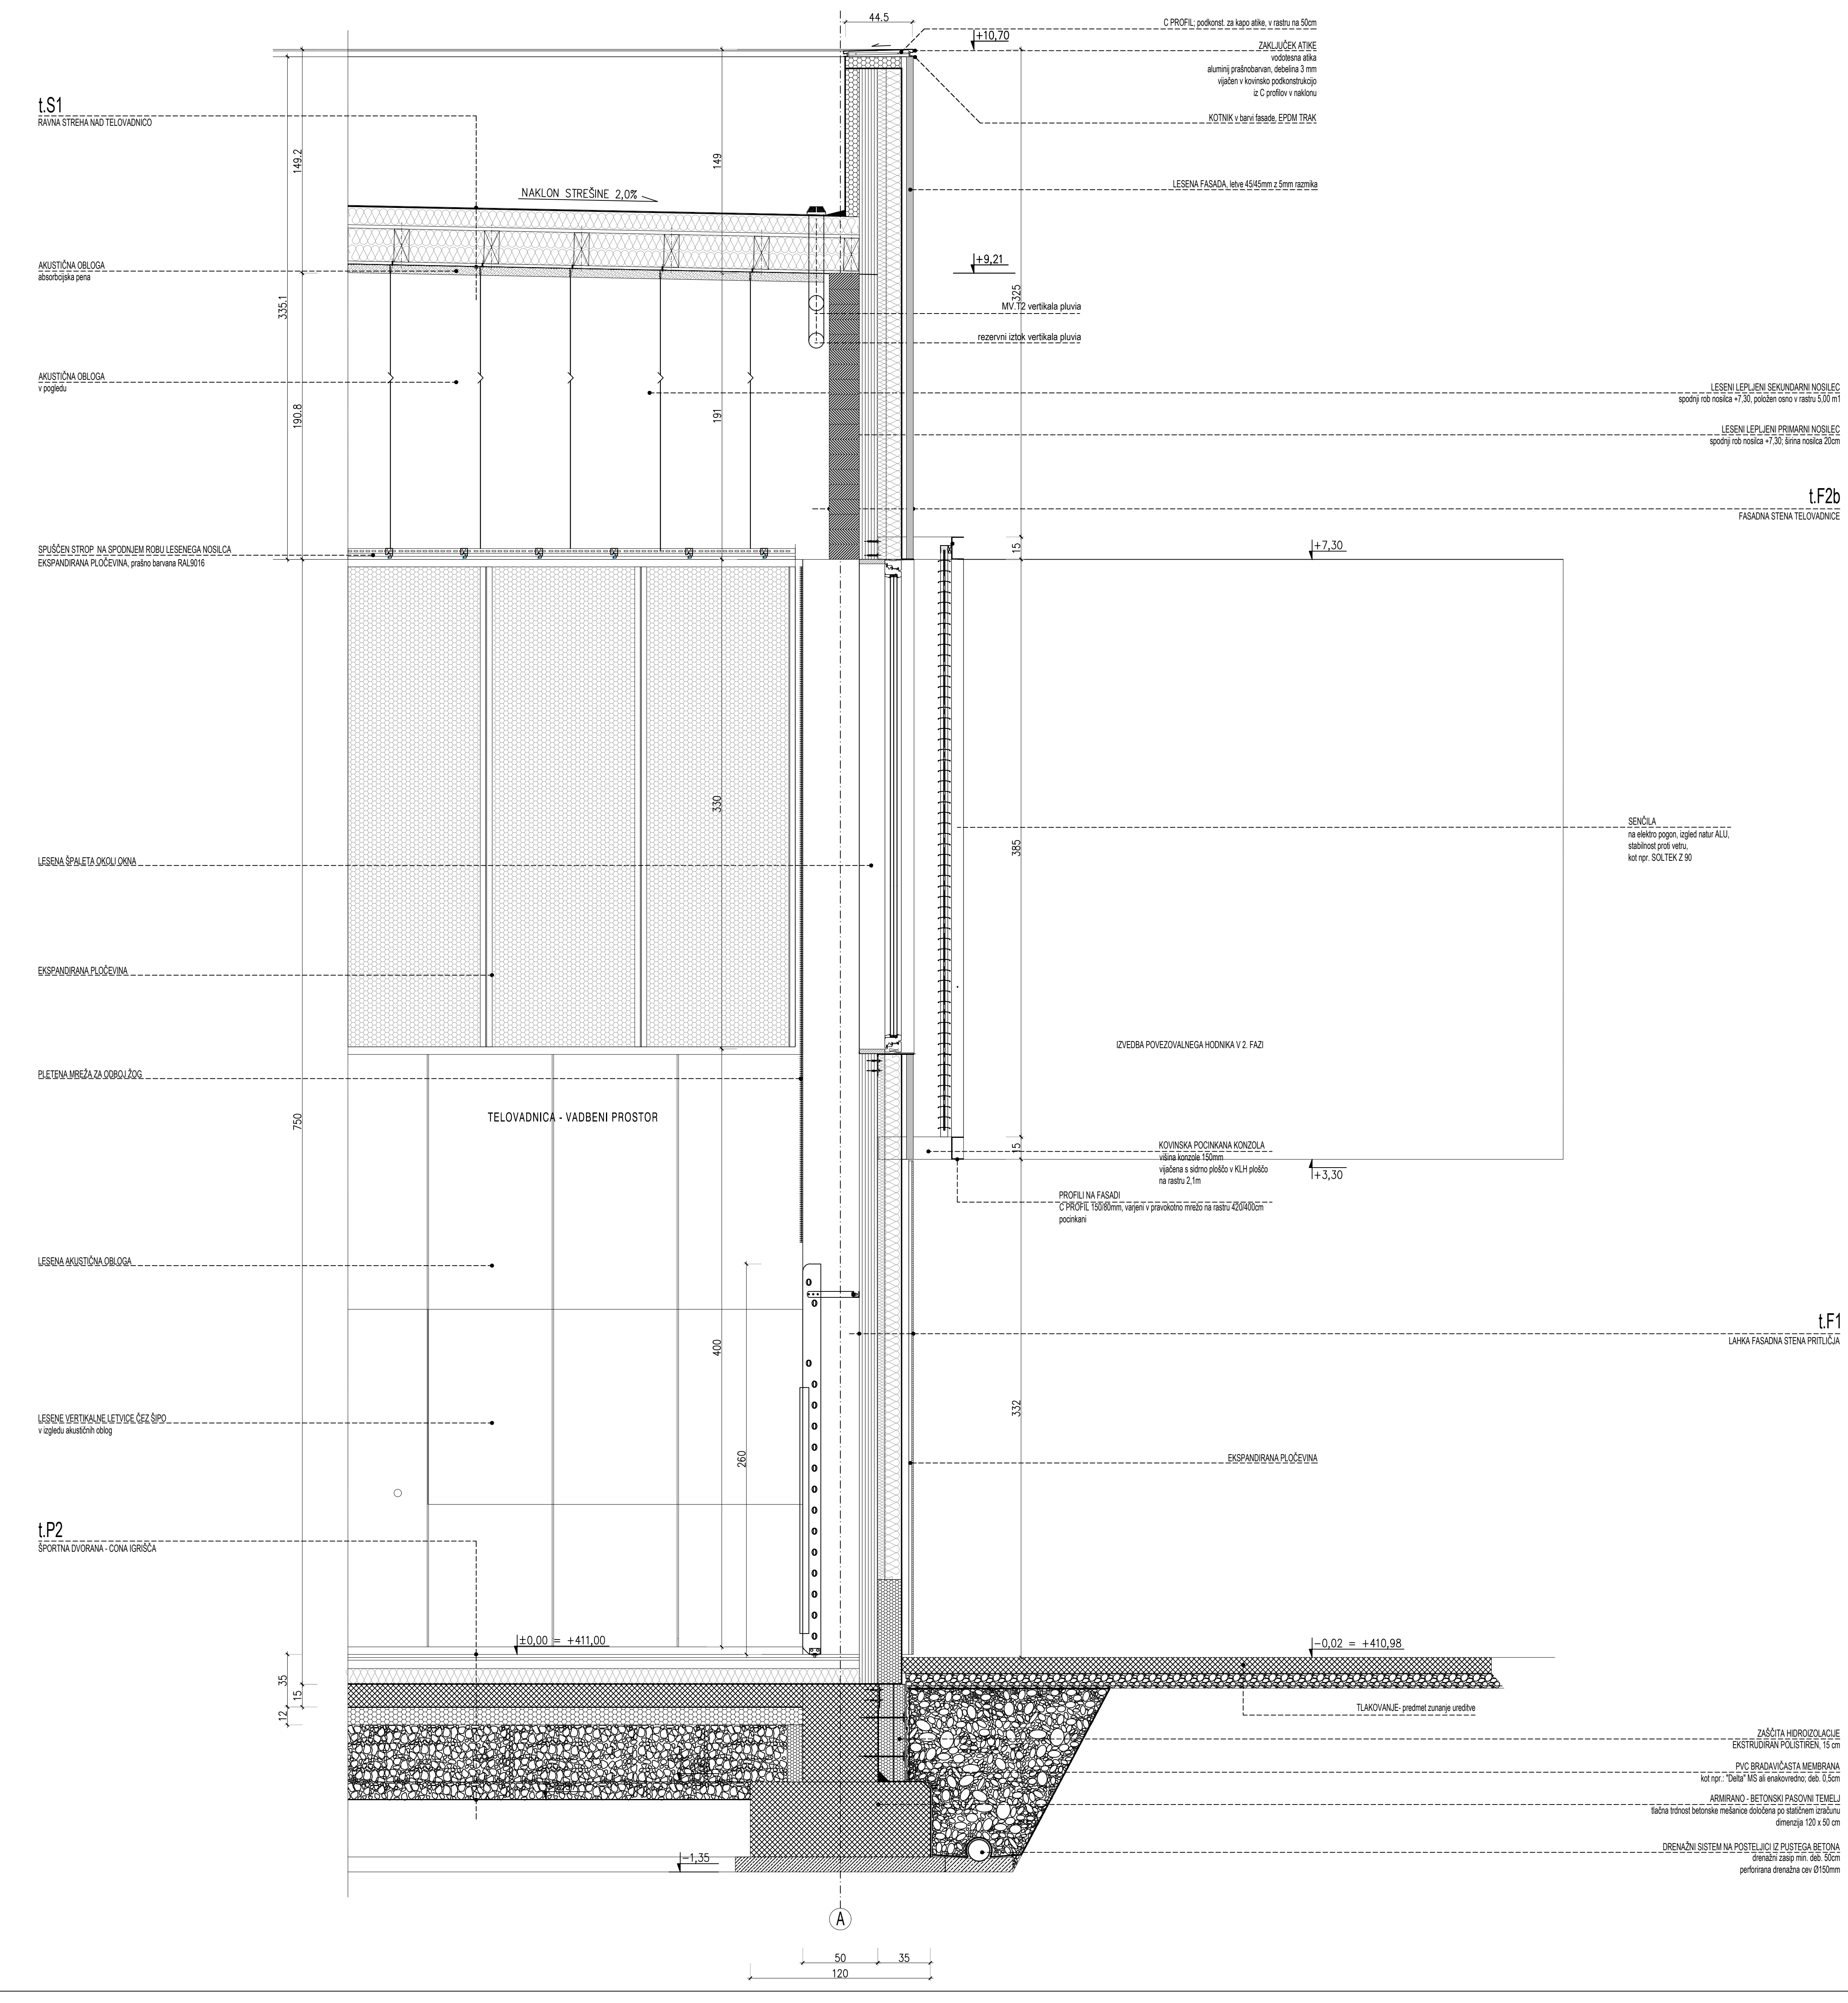 44.5
C PROFIL; podkonst. za kapo atike, v rastru na 50cm
+10,70
ZAKLJUČEK ATIKE
vodotesna atika
aluminij prašnobarvan, debelina 3 mm
vijačen v kovinsko podkonstrukcijo
iz C profilov v naklonu
KOTNIK v barvi fasade, EPDM TRAK
t.S1
RAVNA STREHA NAD TELOVADNICO
149.2
149
LESENA FASADA, letve 45/45mm z 5mm razmika
NAKLON STREŠINE 2,0%
AKUSTIČNA OBLOGA
absorbcijska pena
+9,21
325
335.1
MV.T2 vertikala pluvia
rezervni iztok vertikala pluvia
AKUSTIČNA OBLOGA
v pogledu
LESENI LEPLJENI SEKUNDARNI NOSILEC
spodnji rob nosilca +7,30, položen osno v rastru 5,00 m1
190.8
191
LESENI LEPLJENI PRIMARNI NOSILEC
spodnji rob nosilca +7,30; širina nosilca 20cm
t.F2b
FASADNA STENA TELOVADNICE
SPUŠČEN STROP NA SPODNJEM ROBU LESENEGA NOSILCA
EKSPANDIRANA PLOČEVINA, prašno barvana RAL9016
15
+7,30
330
385
SENČILA
na elektro pogon, izgled natur ALU,
stabilnost proti vetru,
kot npr. SOLTEK Z 90
LESENA ŠPALETA OKOLI OKNA
EKSPANDIRANA PLOČEVINA
IZVEDBA POVEZOVALNEGA HODNIKA V 2. FAZI
PLETENA MREŽA ZA ODBOJ ŽOG
750
TELOVADNICA - VADBENI PROSTOR
15
KOVINSKA POCINKANA KONZOLA
višina konzole 150mm
vijačena s sidrno ploščo v KLH ploščo
na rastru 2,1m
+3,30
PROFILI NA FASADI
C PROFIL 150/80mm, varjeni v pravokotno mrežo na rastru 420/400cm
pocinkani
LESENA AKUSTIČNA OBLOGA
t.F1
LAHKA FASADNA STENA PRITLIČJA
400
332
LESENE VERTIKALNE LETVICE ČEZ ŠIPO
v izgledu akustičnih oblog
260
EKSPANDIRANA PLOČEVINA
t.P2
ŠPORTNA DVORANA - CONA IGRIŠČA
±0,00 = +411,00
-0,02 = +410,98
35
15
12
TLAKOVANJE- predmet zunanje ureditve
ZAŠČITA HIDROIZOLACIJE
EKSTRUDIRAN POLISTIREN, 15 cm
PVC BRADAVIČASTA MEMBRANA
kot npr.: "Delta" MS ali enakovredno; deb. 0,5cm
ARMIRANO - BETONSKI PASOVNI TEMELJ
tlačna trdnost betonske mešanice določena po statičnem izračunu
dimenzija 120 x 50 cm
DRENAŽNI SISTEM NA POSTELJICI IZ PUSTEGA BETONA
drenažni zasip min. deb. 50cm
perforirana drenažna cev Ø150mm
-1,35
A
50
35
120